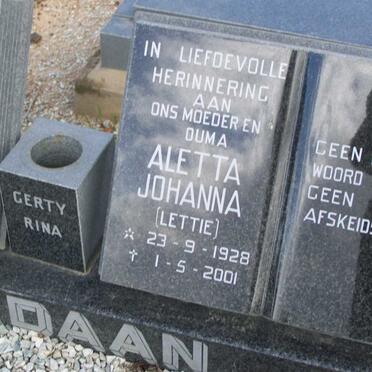 IN LIEFDEVOLLE
HERINNERING
AAN
ONS MOEDER EN
OUMA
ALETTA
JOHANNA
(LETTIE)
* 23-9-1928
† 1-5-2001
GEEN
WOORD
GEEN
AFSKEIDS
GERTY
RINA
DAAN